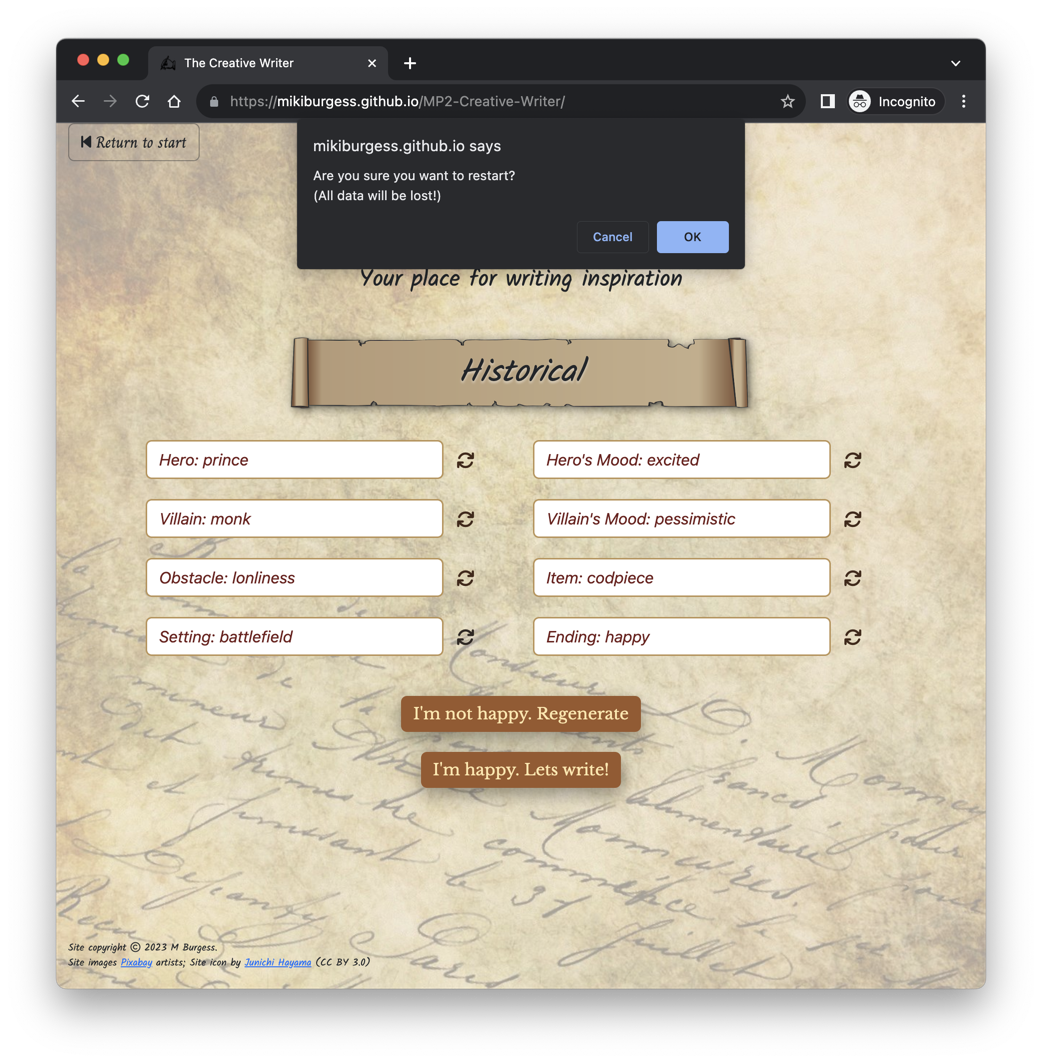 The Creative Writer
https://mikiburgess.github.io/MP2-Creative-Writer/
Incognito
Return to start
mikiburgess.github.io says
Are you sure you want to restart?
(All data will be lost!)
Cancel
OK
Your place for writing inspiration
Historical
Hero: prince
Hero's Mood: excited
Villain: monk
Villain's Mood: pessimistic
Obstacle: lonliness
Item: codpiece
Setting: battlefield
Ending: happy
I'm not happy. Regenerate
I'm happy. Lets write!
Site copyright © 2023 M Burgess.
Site images Pixabay artists; Site icon by Junichi Hayama (CC BY 3.0)